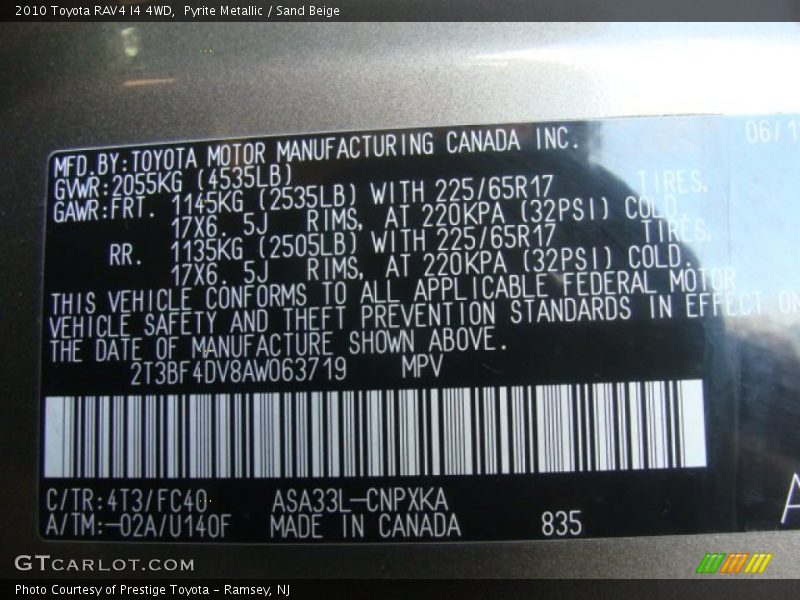 2010 Toyota RAV4 I4 4WD,  Pyrite Metallic / Sand Beige
06/1
MFD.BY:TOYOTA MOTOR MANUFACTURING CANADA INC.
GVWR:2055KG (4535LB)
GAWR:FRT. 1145KG (2535LB) WITH 225/65R17 TIRES,
17X6. 5J RIMS, AT 220KPA (32PSI) COLD.
RR. 1135KG (2505LB) WITH 225/65R17 TIRES,
17X6. 5J RIMS, AT 220KPA (32PSI) COLD.
THIS VEHICLE CONFORMS TO ALL APPLICABLE FEDERAL MOTOR
VEHICLE SAFETY AND THEFT PREVENTION STANDARDS IN EFFECT ON
THE DATE OF MANUFACTURE SHOWN ABOVE.
2T3BF4DV8AW063719 MPV
C/TR:4T3/FC40 ASA33L-CNPXKA
A/TM:-02A/U140F MADE IN CANADA 835
A
GTCARLOT.COM
Photo Courtesy of Prestige Toyota - Ramsey, NJ